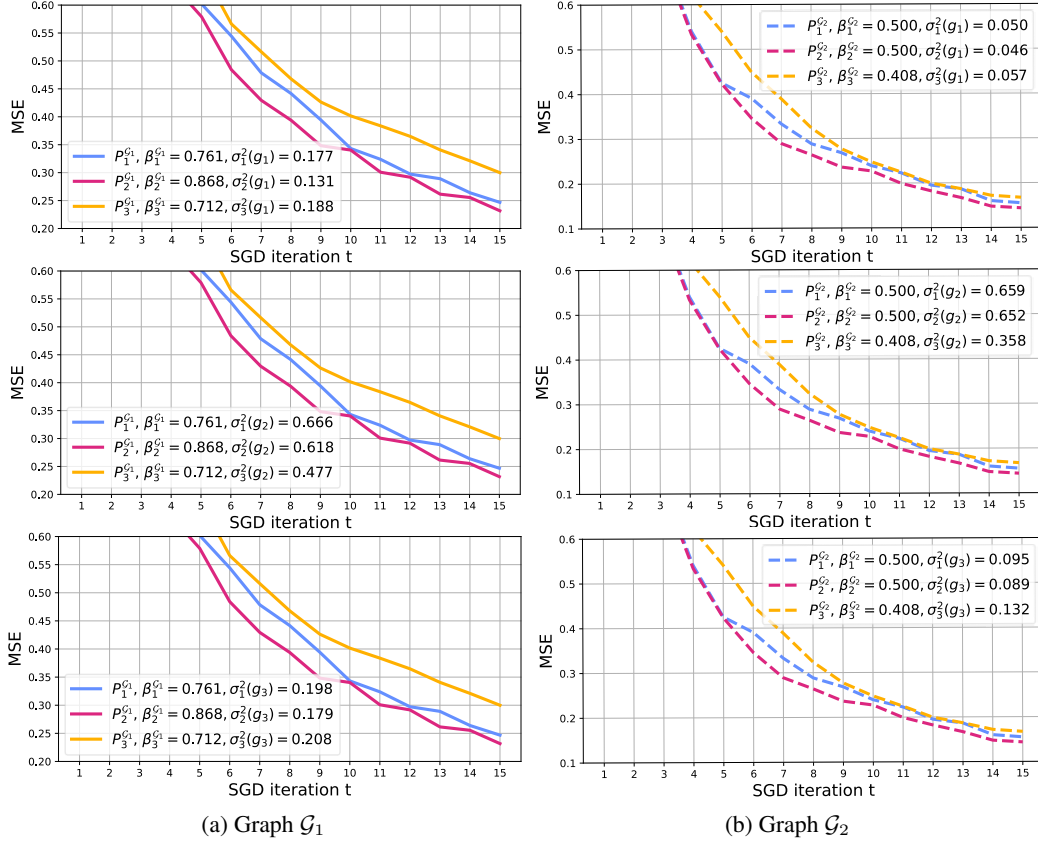 0.60
0.55
0.50
0.45
0.40
0.35
0.30
0.25
0.20
MSE
P_1^{𝒢_1}, β_1^{𝒢_1} = 0.761, σ_1^2(g_1) = 0.177
P_2^{𝒢_1}, β_2^{𝒢_1} = 0.868, σ_2^2(g_1) = 0.131
P_3^{𝒢_1}, β_3^{𝒢_1} = 0.712, σ_3^2(g_1) = 0.188
1 2 3 4 5 6 7 8 9 10 11 12 13 14 15
SGD iteration t
0.6
0.5
0.4
0.3
0.2
0.1
MSE
P_1^{𝒢_2}, β_1^{𝒢_2} = 0.500, σ_1^2(g_1) = 0.050
P_2^{𝒢_2}, β_2^{𝒢_2} = 0.500, σ_2^2(g_1) = 0.046
P_3^{𝒢_2}, β_3^{𝒢_2} = 0.408, σ_3^2(g_1) = 0.057
1 2 3 4 5 6 7 8 9 10 11 12 13 14 15
SGD iteration t
0.60
0.55
0.50
0.45
0.40
0.35
0.30
0.25
0.20
MSE
P_1^{𝒢_1}, β_1^{𝒢_1} = 0.761, σ_1^2(g_2) = 0.666
P_2^{𝒢_1}, β_2^{𝒢_1} = 0.868, σ_2^2(g_2) = 0.618
P_3^{𝒢_1}, β_3^{𝒢_1} = 0.712, σ_3^2(g_2) = 0.477
1 2 3 4 5 6 7 8 9 10 11 12 13 14 15
SGD iteration t
0.6
0.5
0.4
0.3
0.2
0.1
MSE
P_1^{𝒢_2}, β_1^{𝒢_2} = 0.500, σ_1^2(g_2) = 0.659
P_2^{𝒢_2}, β_2^{𝒢_2} = 0.500, σ_2^2(g_2) = 0.652
P_3^{𝒢_2}, β_3^{𝒢_2} = 0.408, σ_3^2(g_2) = 0.358
1 2 3 4 5 6 7 8 9 10 11 12 13 14 15
SGD iteration t
0.60
0.55
0.50
0.45
0.40
0.35
0.30
0.25
0.20
MSE
P_1^{𝒢_1}, β_1^{𝒢_1} = 0.761, σ_1^2(g_3) = 0.198
P_2^{𝒢_1}, β_2^{𝒢_1} = 0.868, σ_2^2(g_3) = 0.179
P_3^{𝒢_1}, β_3^{𝒢_1} = 0.712, σ_3^2(g_3) = 0.208
1 2 3 4 5 6 7 8 9 10 11 12 13 14 15
SGD iteration t
0.6
0.5
0.4
0.3
0.2
0.1
MSE
P_1^{𝒢_2}, β_1^{𝒢_2} = 0.500, σ_1^2(g_3) = 0.095
P_2^{𝒢_2}, β_2^{𝒢_2} = 0.500, σ_2^2(g_3) = 0.089
P_3^{𝒢_2}, β_3^{𝒢_2} = 0.408, σ_3^2(g_3) = 0.132
1 2 3 4 5 6 7 8 9 10 11 12 13 14 15
SGD iteration t
(a) Graph 𝒢_1
(b) Graph 𝒢_2